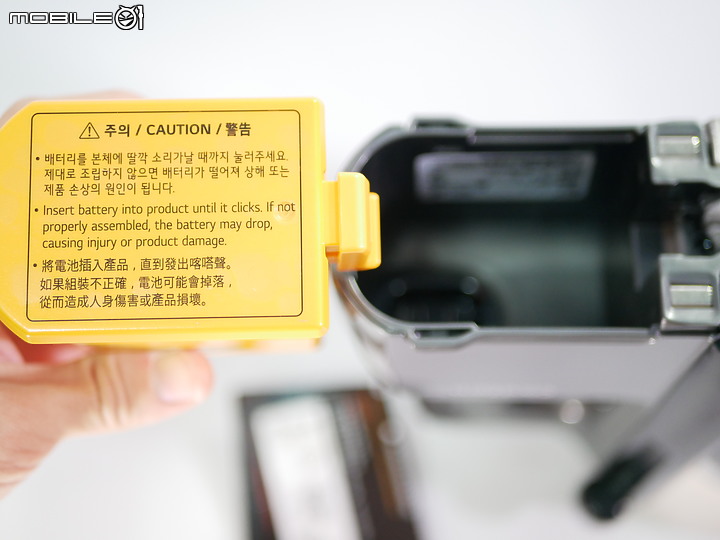 MOBILE01
⚠ 주의 / CAUTION / 警告
• 배터리를 본체에 딸깍 소리가날 때까지 눌러주세요.
제대로 조립하지 않으면 배터리가 떨어져 상해 또는
제품 손상의 원인이 됩니다.
• Insert battery into product until it clicks. If not
properly assembled, the battery may drop,
causing injury or product damage.
• 將電池插入產品，直到發出喀嗒聲。
如果組裝不正確，電池可能會掉落，
從而造成人身傷害或產品損壞。